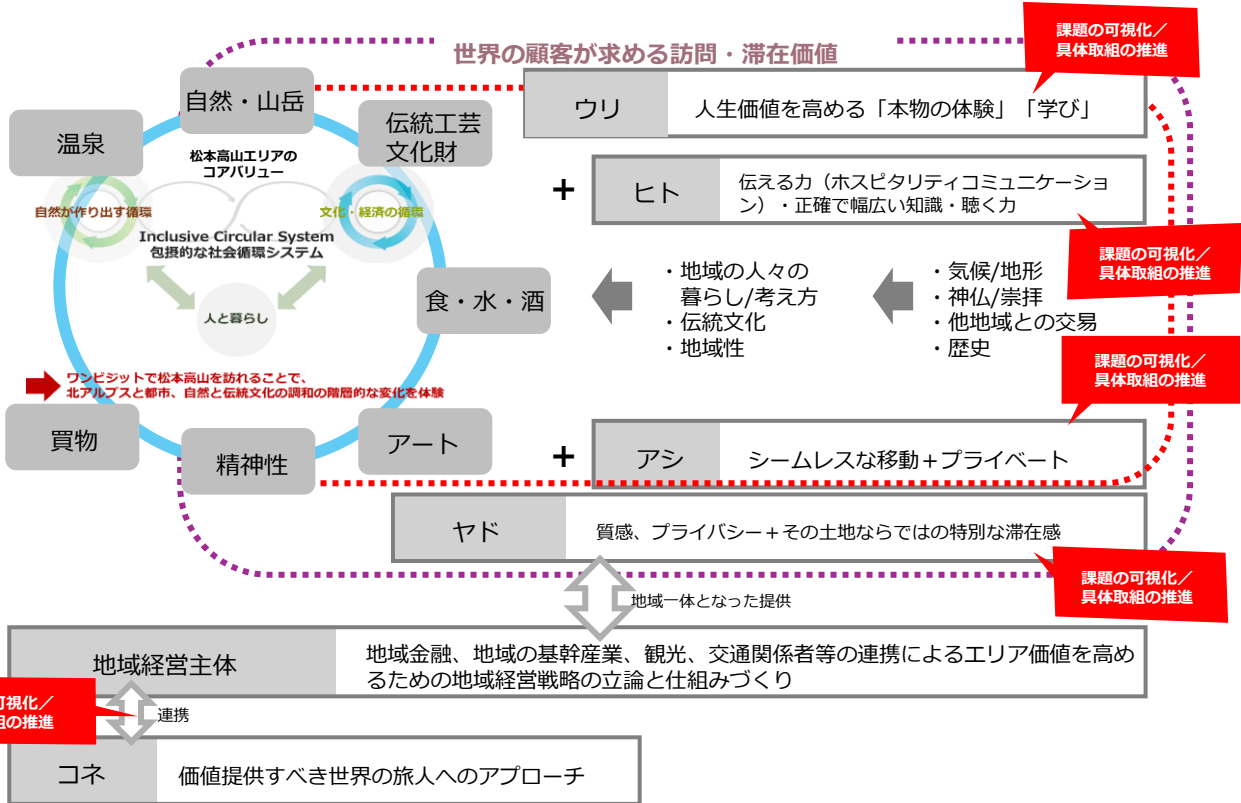 世界の顧客が求める訪問・滞在価値
課題の可視化／
具体取組の推進
自然・山岳
温泉
伝統工芸
文化財
松本高山エリアの
コアバリュー
自然が作り出す循環
文化・経済の循環
Inclusive Circular System
包摂的な社会循環システム
人と暮らし
食・水・酒
ワンビジットで松本高山を訪れることで、
北アルプスと都市、自然と伝統文化の調和の階層的な変化を体験
買物
精神性
アート
ウリ
人生価値を高める「本物の体験」「学び」
+
ヒト
伝える力（ホスピタリティコミュニケーショ
ン）・正確で幅広い知識・聴く力
課題の可視化／
具体取組の推進
・地域の人々の
暮らし/考え方
・伝統文化
・地域性
・気候/地形
・神仏/崇拝
・他地域との交易
・歴史
課題の可視化／
具体取組の推進
+
アシ
シームレスな移動＋プライベート
ヤド
質感、プライバシー＋その土地ならではの特別な滞在感
課題の可視化／
具体取組の推進
地域一体となった提供
地域経営主体
地域金融、地域の基幹産業、観光、交通関係者等の連携によるエリア価値を高め
るための地域経営戦略の立論と仕組みづくり
可視化／
組の推進
連携
コネ
価値提供すべき世界の旅人へのアプローチ